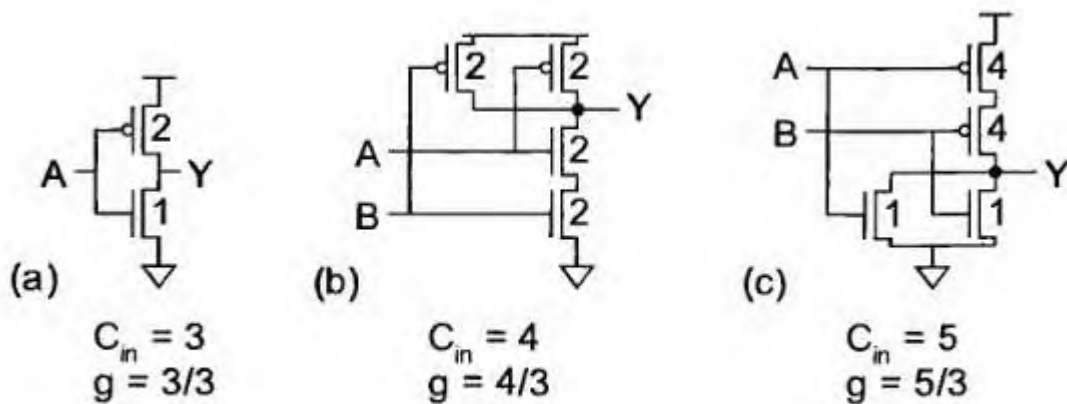 2
A Y
1
(a)
C_in = 3
g = 3/3
2 2
Y
A 2
B 2
(b)
C_in = 4
g = 4/3
A 4
B 4
Y
1 1
(c)
C_in = 5
g = 5/3